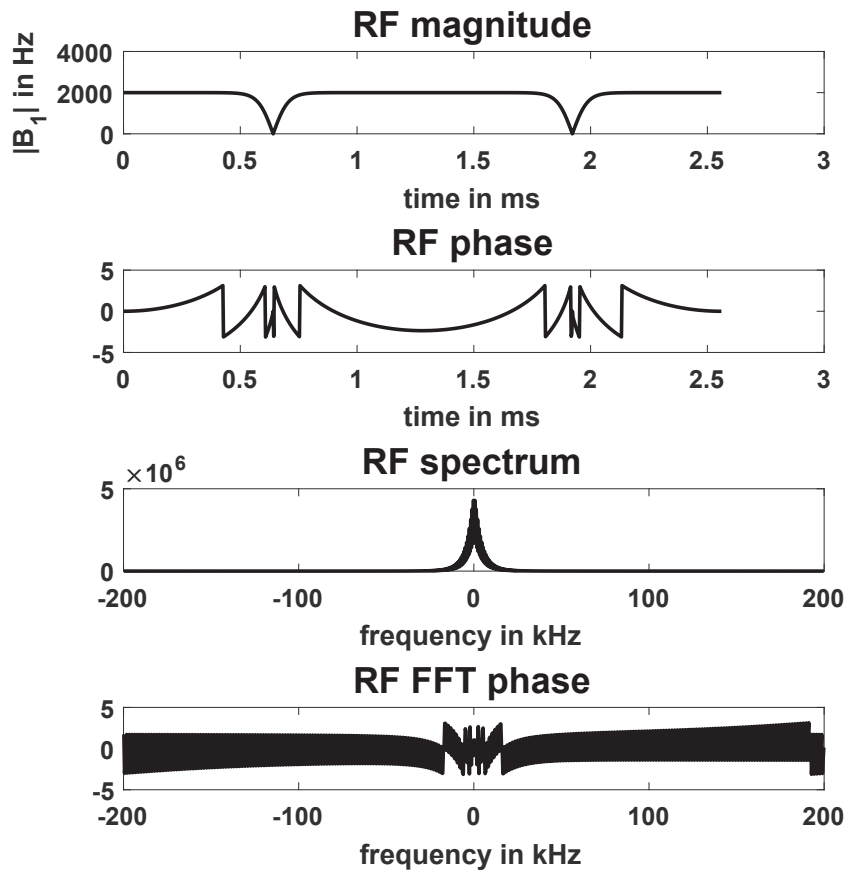 RF magnitude
|B1| in Hz
4000
2000
0
0 0.5 1 1.5 2 2.5 3
time in ms
RF phase
5
0
-5
0 0.5 1 1.5 2 2.5 3
time in ms
×10^6 RF spectrum
5
0
-200 -100 0 100 200
frequency in kHz
RF FFT phase
5
0
-5
-200 -100 0 100 200
frequency in kHz